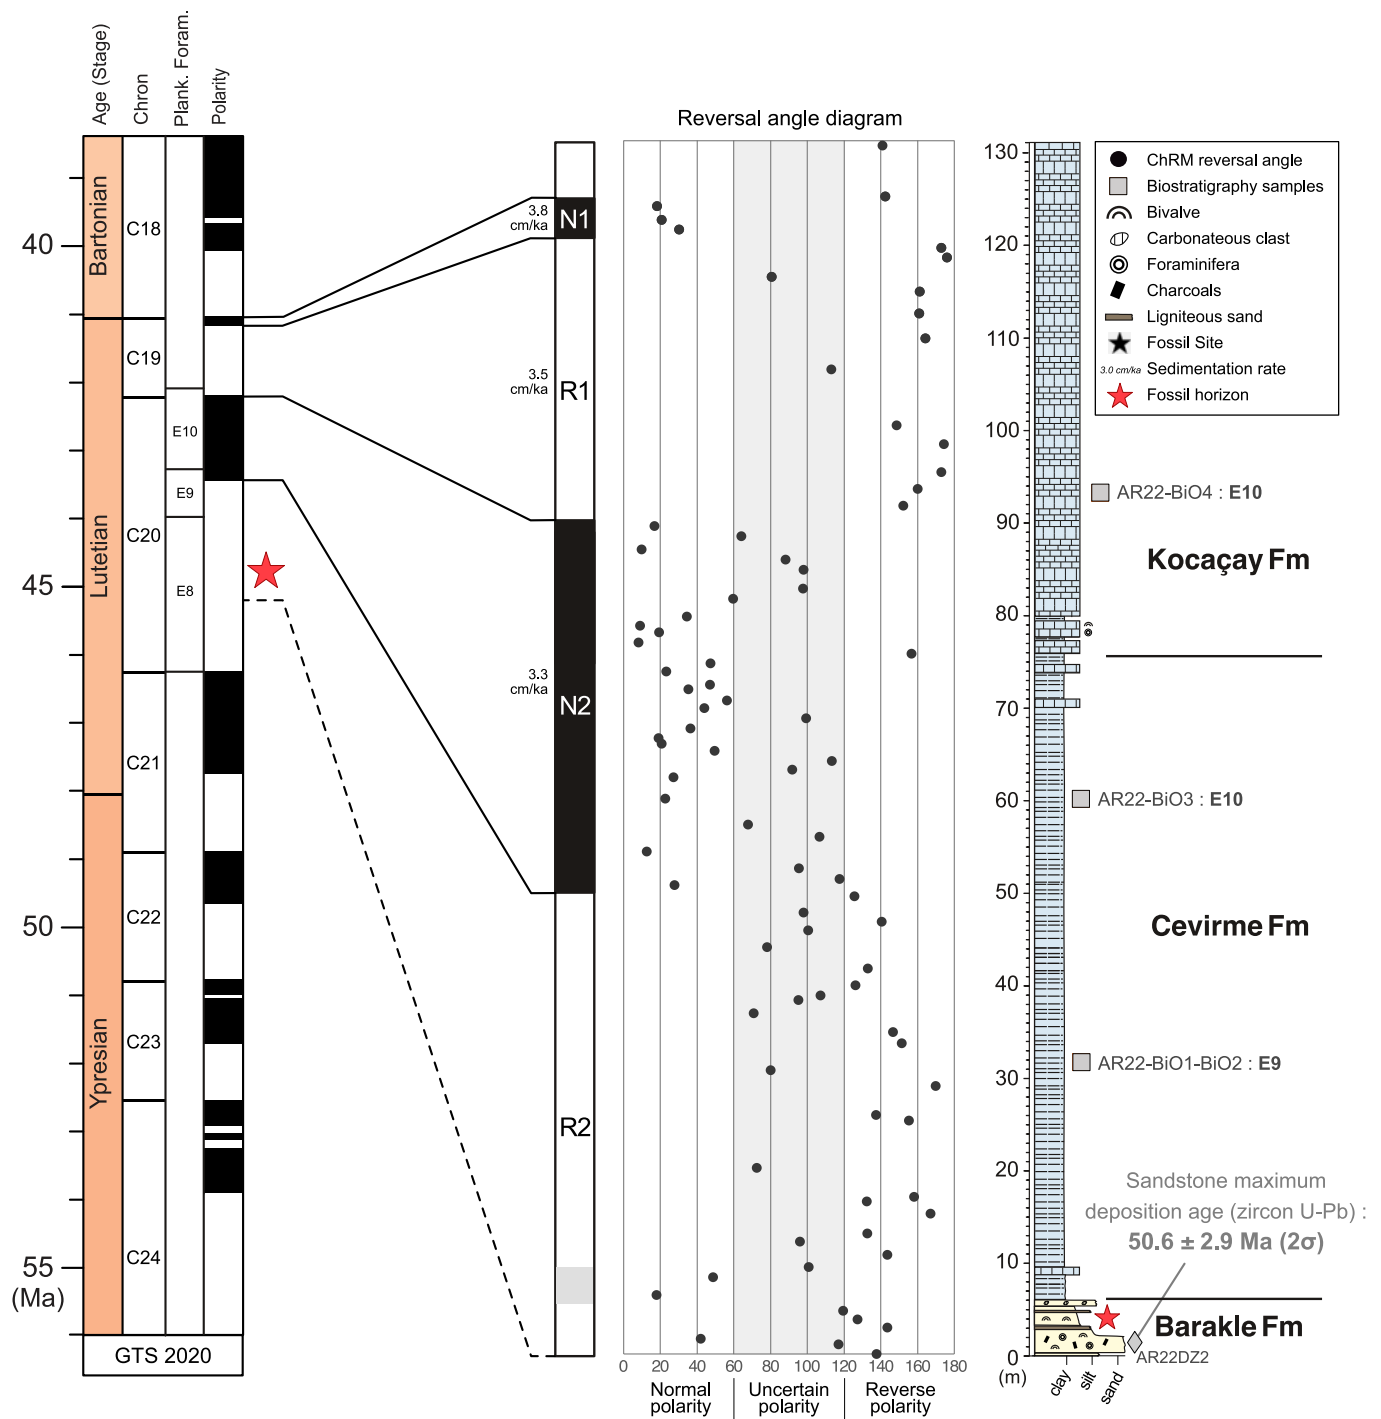 Age (Stage)
Chron
Plank. Foram.
Polarity
40
45
50
55
(Ma)
Bartonian
Lutetian
Ypresian
C18
C19
C20
C21
C22
C23
C24
E10
E9
E8
GTS 2020
3.8
cm/ka
3.5
cm/ka
3.3
cm/ka
N1
R1
N2
R2
Reversal angle diagram
0 20 40 60 80 100 120 140 160 180
Normal
polarity
Uncertain
polarity
Reverse
polarity
130
120
110
100
90
80
70
60
50
40
30
20
10
0
(m)
clay
silt
sand
ChRM reversal angle
Biostratigraphy samples
Bivalve
Carbonateous clast
Foraminifera
Charcoals
Ligniteous sand
Fossil Site
3.0 cm/ka Sedimentation rate
Fossil horizon
AR22-BiO4 : E10
Kocaçay Fm
AR22-BiO3 : E10
Cevirme Fm
AR22-BiO1-BiO2 : E9
Sandstone maximum
deposition age (zircon U-Pb) :
50.6 ± 2.9 Ma (2σ)
Barakle Fm
AR22DZ2